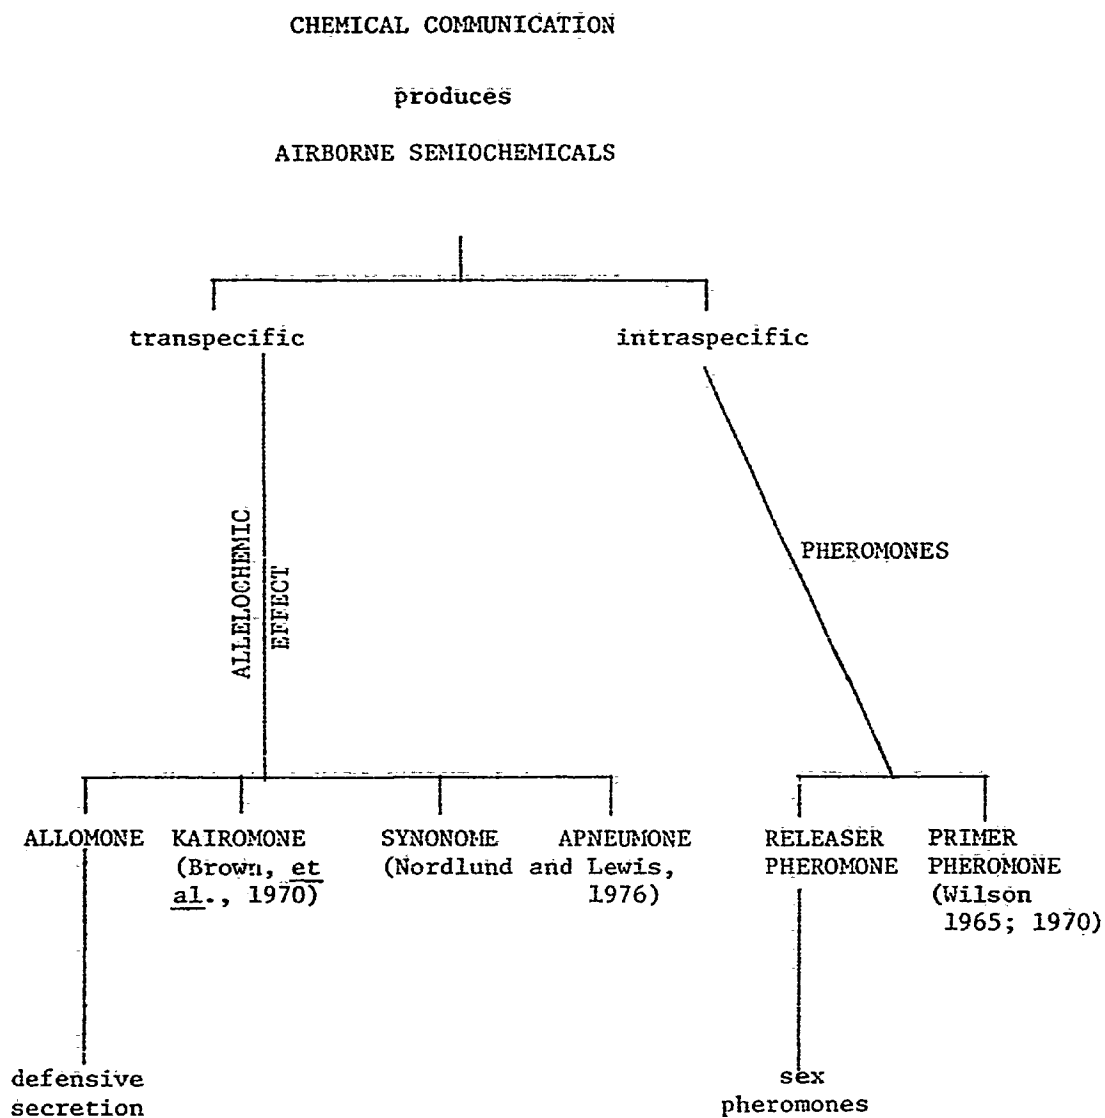 CHEMICAL COMMUNICATION
produces
AIRBORNE SEMIOCHEMICALS
transpecific
intraspecific
ALLELOCHEMIC
EFFECT
PHEROMONES
ALLOMONE
KAIROMONE
(Brown, et
al., 1970)
SYNONOME APNEUMONE
(Nordlund and Lewis,
1976)
RELEASER
PHEROMONE
PRIMER
PHEROMONE
(Wilson
1965; 1970)
defensive
secretion
sex
pheromones